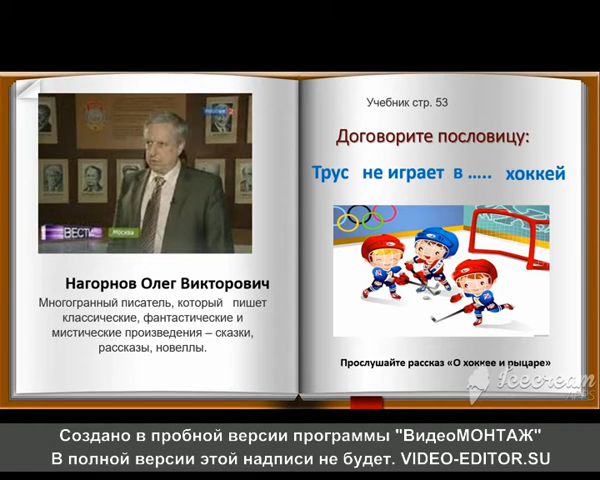 ВЕСТИ
Москва
Нагорнов Олег Викторович
Многогранный писатель, который пишет
классические, фантастические и
мистические произведения – сказки,
рассказы, новеллы.
Учебник стр. 53
Договорите пословицу:
Трус не играет в ….. хоккей
Прослушайте рассказ «О хоккее и рыцаре»
Icecream
APPS
Создано в пробной версии программы "ВидеоМОНТАЖ"
В полной версии этой надписи не будет. VIDEO-EDITOR.SU